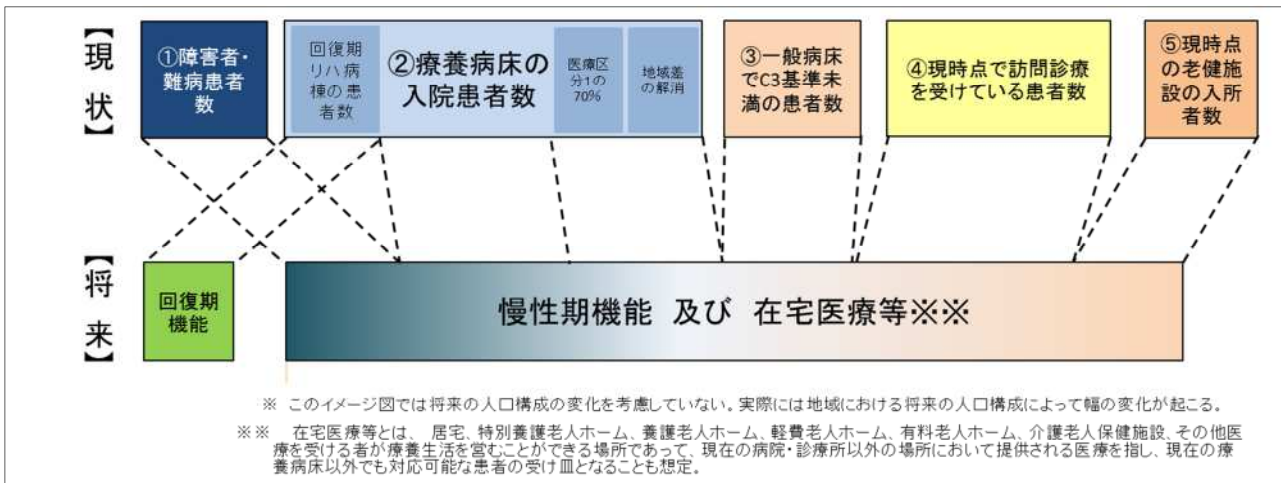 【現状】
①障害者・
難病患者
数
回復期
リハ病
棟の患
者数
②療養病床の
入院患者数
医療区
分1の
70%
地域差
の解消
③一般病床
でC3基準未
満の患者数
④現時点で訪問診療
を受けている患者数
⑤現時点
の老健施
設の入所
者数
【将来】
回復期
機能
慢性期機能 及び 在宅医療等※※
※ このイメージ図では将来の人口構成の変化を考慮していない。実際には地域における将来の人口構成によって幅の変化が起こる。
※※ 在宅医療等とは、 居宅、特別養護老人ホーム、養護老人ホーム、軽費老人ホーム、有料老人ホーム、介護老人保健施設、その他医
療を受ける者が療養生活を営むことができる場所であって、現在の病院・診療所以外の場所において提供される医療を指し、現在の療
養病床以外でも対応可能な患者の受け皿となることも想定。